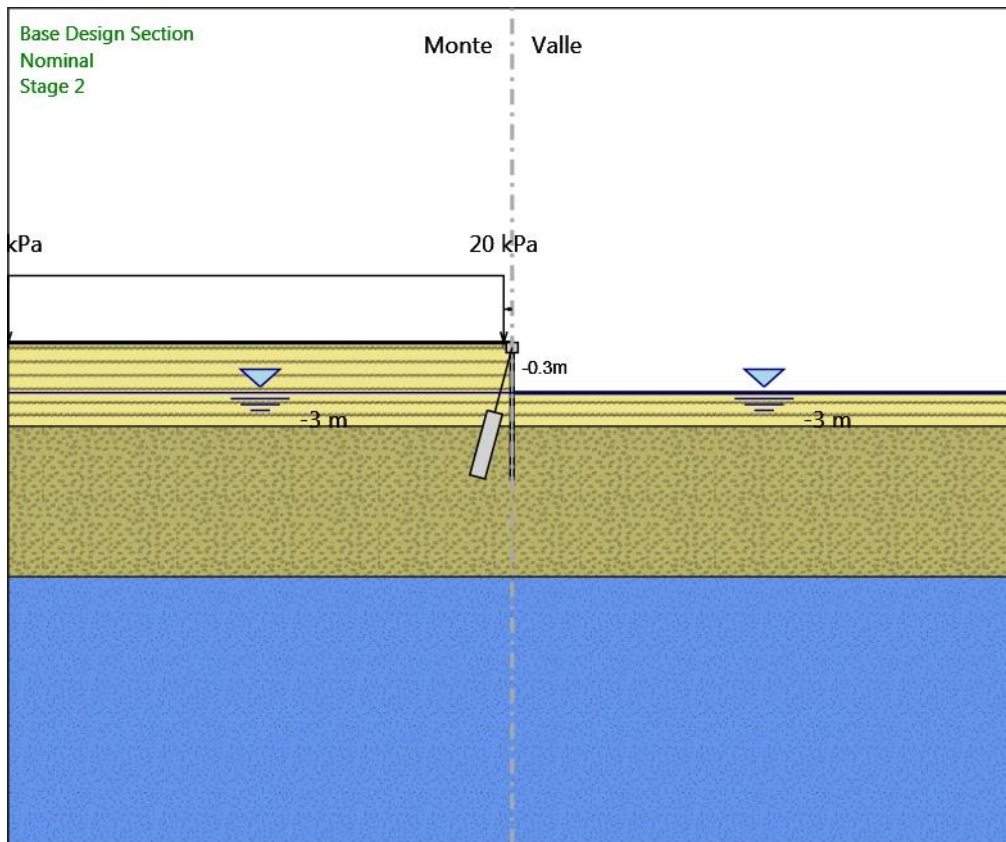 Base Design Section
Nominal
Stage 2
Monte
Valle
kPa
20 kPa
-0.3m
-3 m
-3 m